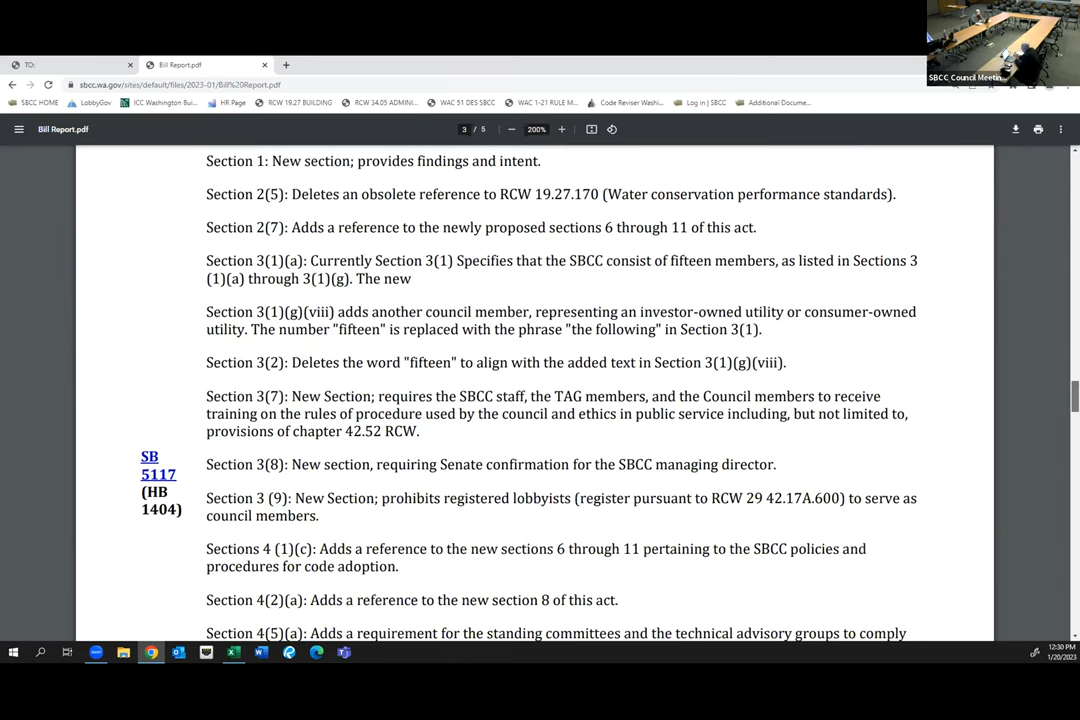 SBCC Council Meetin...
TO:
Bill Report.pdf
sbcc.wa.gov/sites/default/files/2023-01/Bill%20Report.pdf
SBCC HOME LobbyGov ICC Washington Bui... HR Page RCW 19.27 BUILDING RCW 34.05 ADMINI... WAC 51 DES SBCC WAC 1-21 RULE M... Code Reviser Washi... Log in | SBCC Additional Docume...
Bill Report.pdf 3 / 5 200%
Section 1: New section; provides findings and intent.
Section 2(5): Deletes an obsolete reference to RCW 19.27.170 (Water conservation performance standards).
Section 2(7): Adds a reference to the newly proposed sections 6 through 11 of this act.
Section 3(1)(a): Currently Section 3(1) Specifies that the SBCC consist of fifteen members, as listed in Sections 3
(1)(a) through 3(1)(g). The new
Section 3(1)(g)(viii) adds another council member, representing an investor-owned utility or consumer-owned
utility. The number "fifteen" is replaced with the phrase "the following" in Section 3(1).
Section 3(2): Deletes the word "fifteen" to align with the added text in Section 3(1)(g)(viii).
Section 3(7): New Section; requires the SBCC staff, the TAG members, and the Council members to receive
training on the rules of procedure used by the council and ethics in public service including, but not limited to,
provisions of chapter 42.52 RCW.
SB
5117
(HB
1404)
Section 3(8): New section, requiring Senate confirmation for the SBCC managing director.
Section 3 (9): New Section; prohibits registered lobbyists (register pursuant to RCW 29 42.17A.600) to serve as
council members.
Sections 4 (1)(c): Adds a reference to the new sections 6 through 11 pertaining to the SBCC policies and
procedures for code adoption.
Section 4(2)(a): Adds a reference to the new section 8 of this act.
Section 4(5)(a): Adds a requirement for the standing committees and the technical advisory groups to comply
12:30 PM
1/20/2023